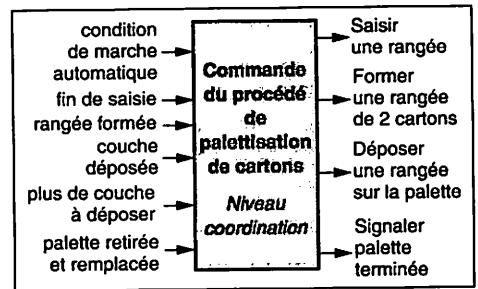 condition
de marche
automatique
fin de saisie
rangée formée
couche
déposée
plus de couche
à déposer
palette retirée
et remplacée
Commande
du procédé
de
palettisation
de cartons
Niveau
coordination
Saisir
une rangée
Former
une rangée
de 2 cartons
Déposer
une rangée
sur la palette
Signaler
palette
terminée